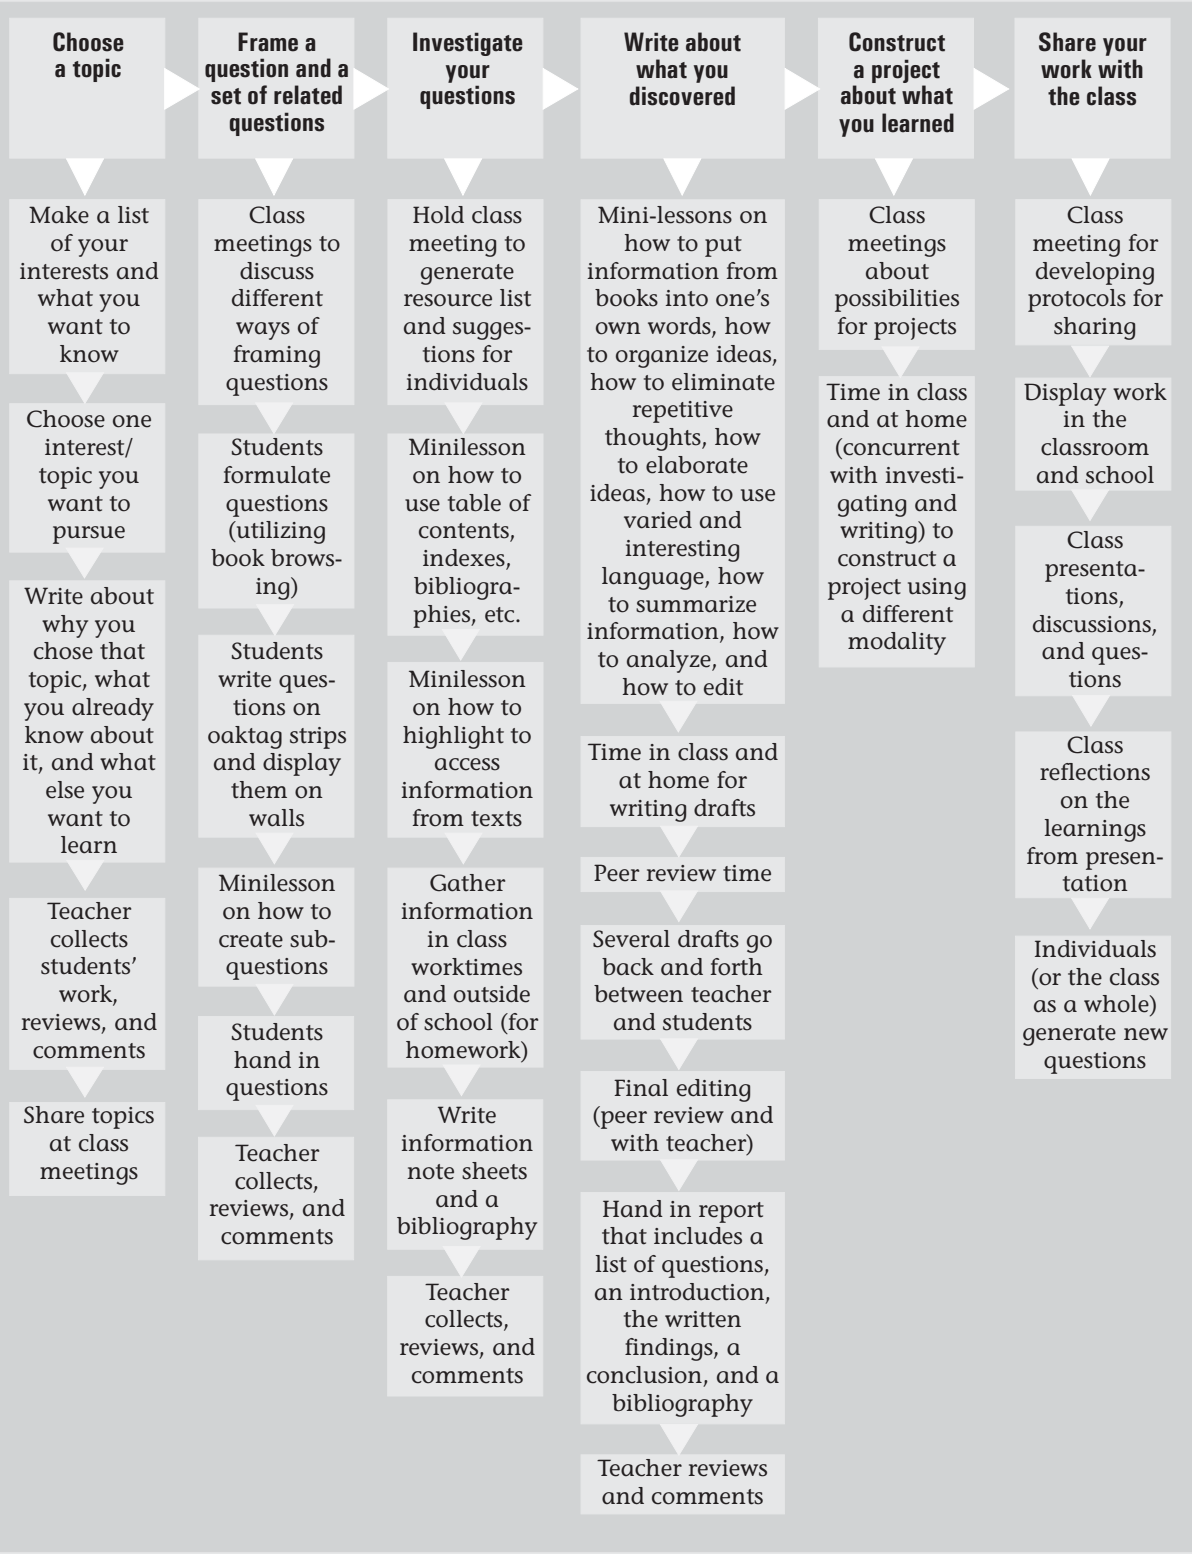 Choose
a topic
Frame a
question and a
set of related
questions
Investigate
your
questions
Write about
what you
discovered
Construct
a project
about what
you learned
Share your
work with
the class
Make a list
of your
interests and
what you
want to
know
Choose one
interest/
topic you
want to
pursue
Write about
why you
chose that
topic, what
you already
know about
it, and what
else you
want to
learn
Teacher
collects
students’
work,
reviews, and
comments
Share topics
at class
meetings
Class
meetings to
discuss
different
ways of
framing
questions
Students
formulate
questions
(utilizing
book brows-
ing)
Students
write ques-
tions on
oaktag strips
and display
them on
walls
Minilesson
on how to
create sub-
questions
Students
hand in
questions
Teacher
collects,
reviews, and
comments
Hold class
meeting to
generate
resource list
and sugges-
tions for
individuals
Minilesson
on how to
use table of
contents,
indexes,
bibliogra-
phies, etc.
Minilesson
on how to
highlight to
access
information
from texts
Gather
information
in class
worktimes
and outside
of school (for
homework)
Write
information
note sheets
and a
bibliography
Teacher
collects,
reviews, and
comments
Mini-lessons on
how to put
information from
books into one’s
own words, how
to organize ideas,
how to eliminate
repetitive
thoughts, how
to elaborate
ideas, how to use
varied and
interesting
language, how
to summarize
information, how
to analyze, and
how to edit
Time in class and
at home for
writing drafts
Peer review time
Several drafts go
back and forth
between teacher
and students
Final editing
(peer review and
with teacher)
Hand in report
that includes a
list of questions,
an introduction,
the written
findings, a
conclusion, and a
bibliography
Teacher reviews
and comments
Class
meetings
about
possibilities
for projects
Time in class
and at home
(concurrent
with investi-
gating and
writing) to
construct a
project using
a different
modality
Class
meeting for
developing
protocols for
sharing
Display work
in the
classroom
and school
Class
presenta-
tions,
discussions,
and ques-
tions
Class
reflections
on the
learnings
from presen-
tation
Individuals
(or the class
as a whole)
generate new
questions